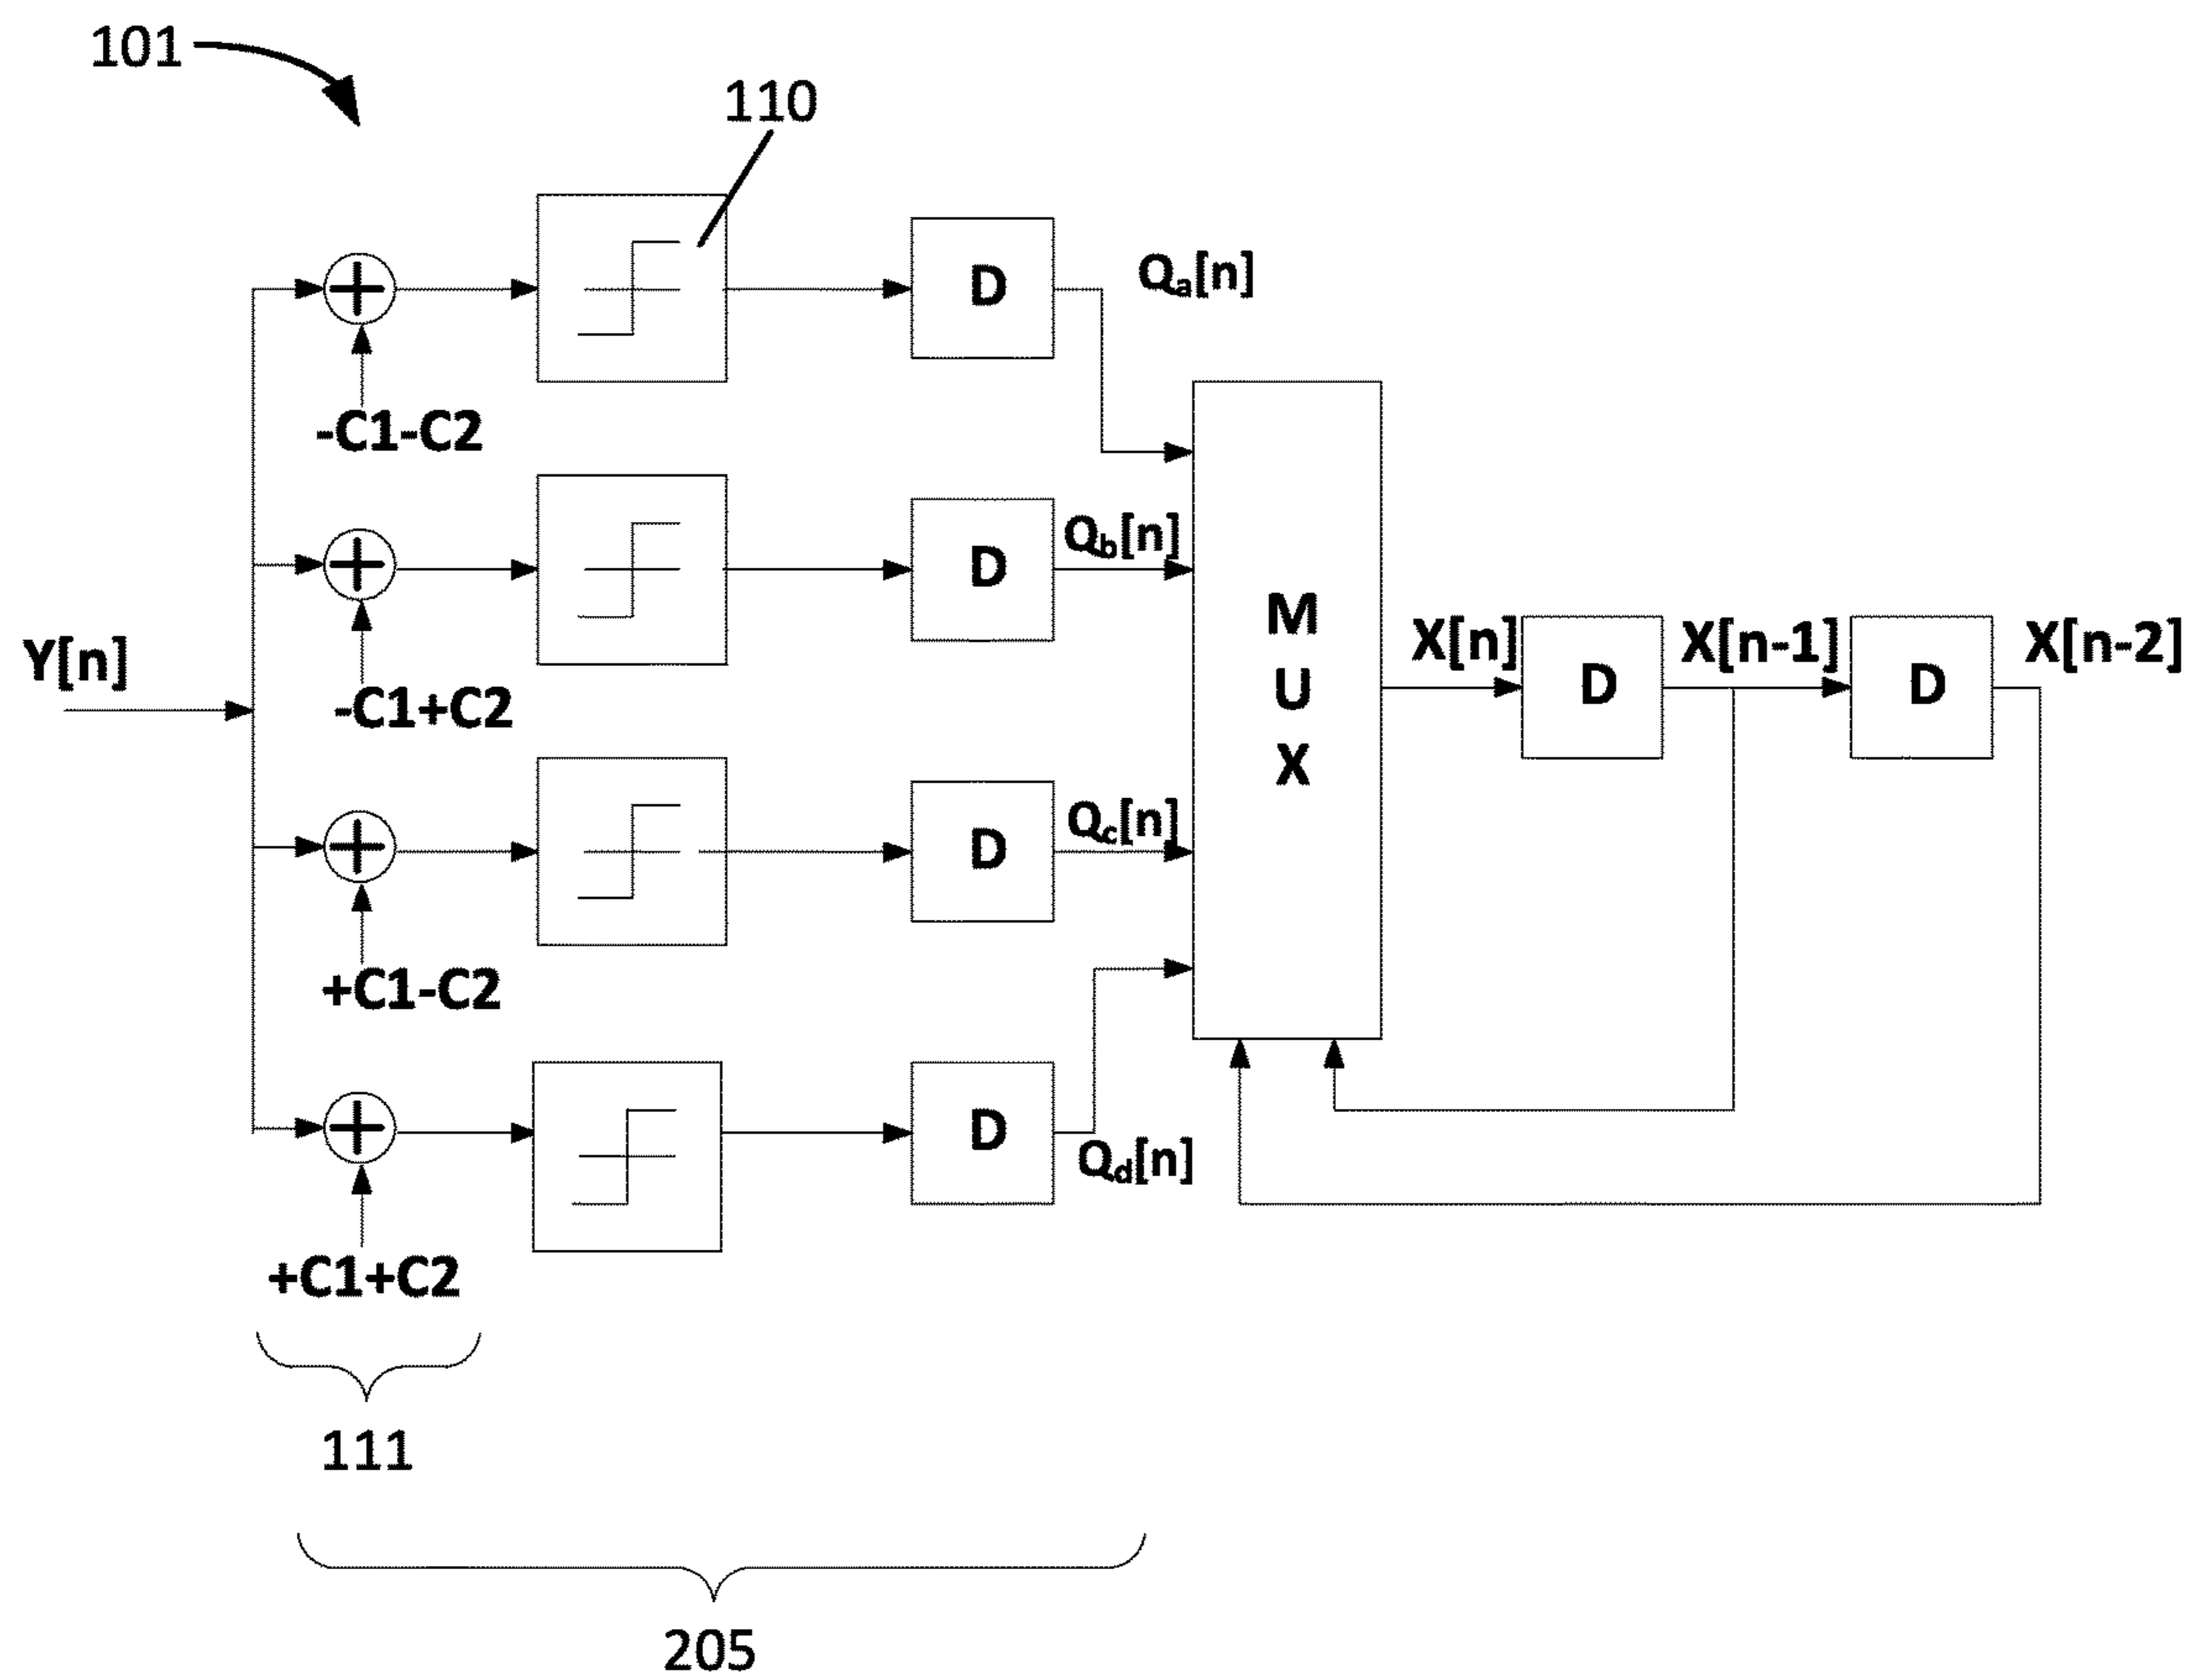 101
110
Qa[n]
D
-C1-C2
Qb[n]
D
Y[n]
-C1+C2
M
U
X
X[n]
D
X[n-1]
D
X[n-2]
Qc[n]
D
+C1-C2
D
Qd[n]
+C1+C2
111
205